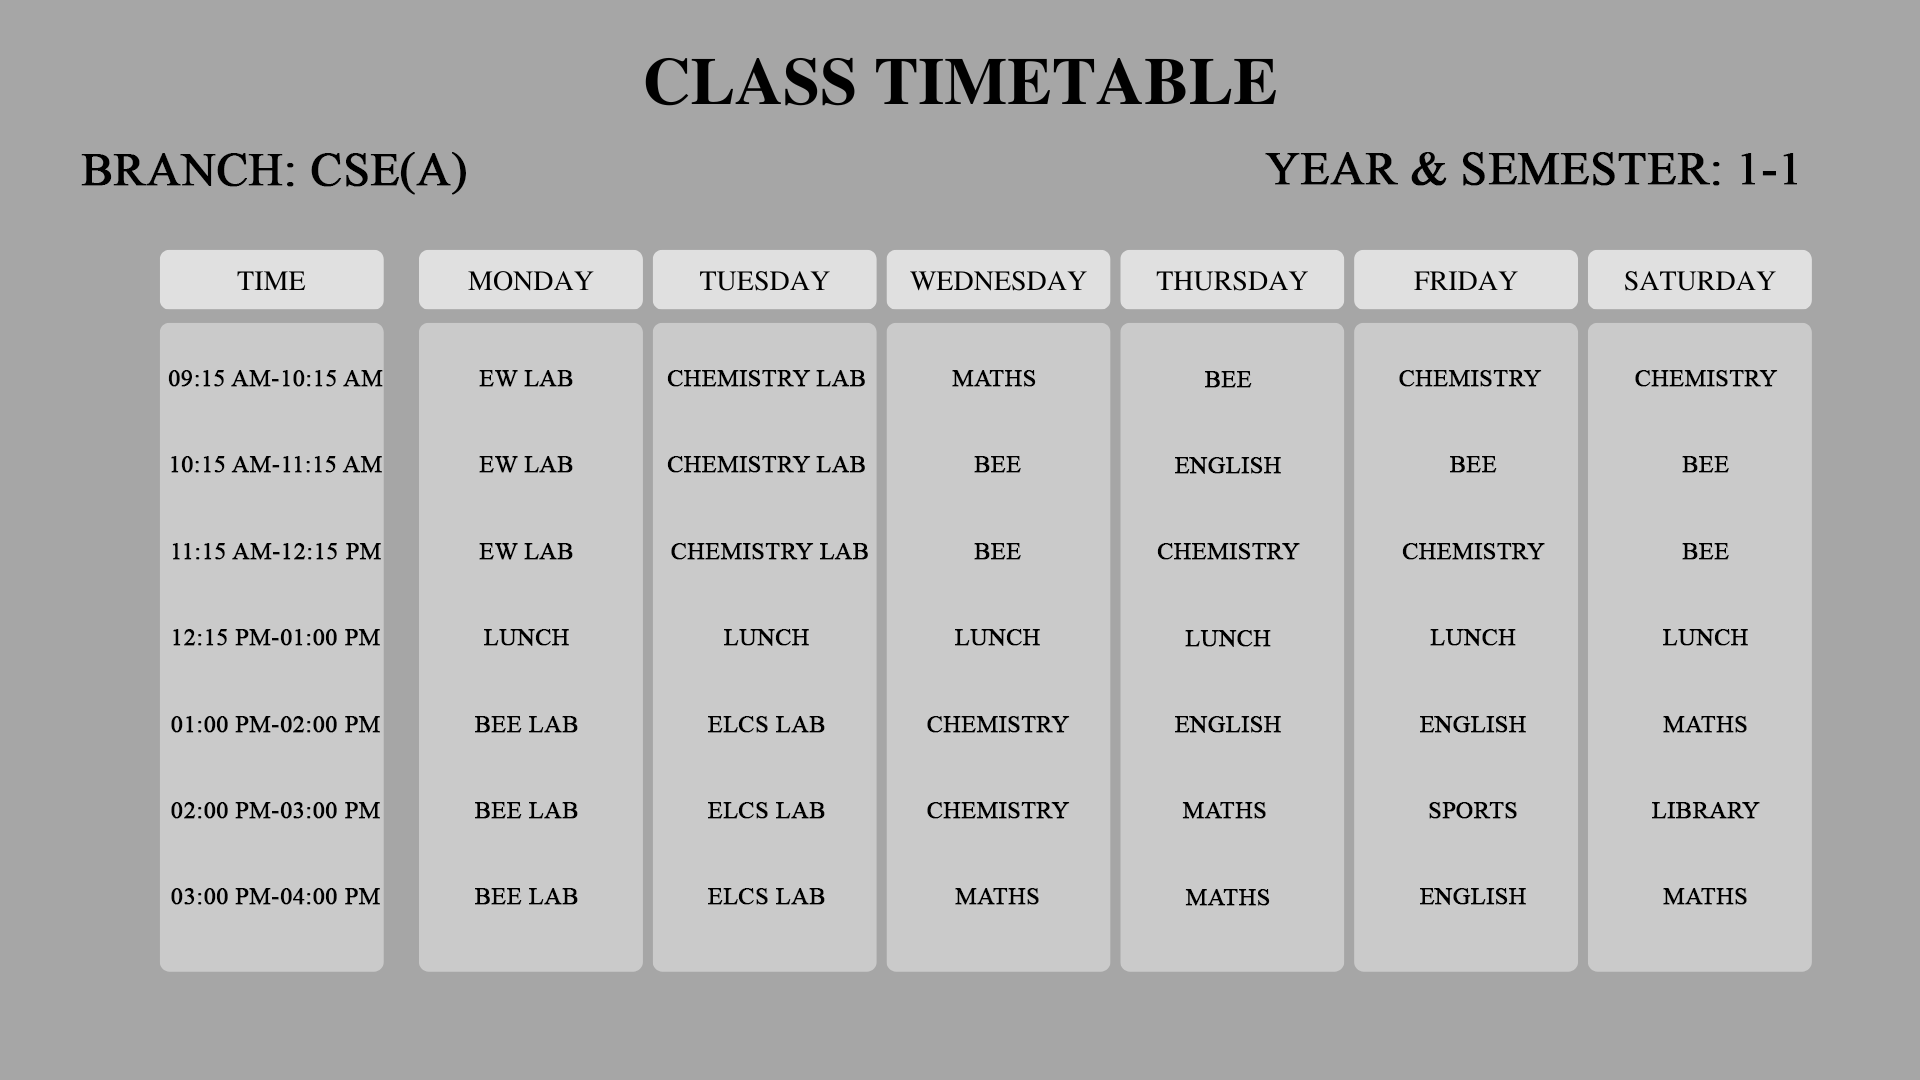 CLASS TIMETABLE
BRANCH: CSE(A) YEAR & SEMESTER: 1-1
TIME MONDAY TUESDAY WEDNESDAY THURSDAY FRIDAY SATURDAY
09:15 AM-10:15 AM EW LAB CHEMISTRY LAB MATHS BEE CHEMISTRY CHEMISTRY
10:15 AM-11:15 AM EW LAB CHEMISTRY LAB BEE ENGLISH BEE BEE
11:15 AM-12:15 PM EW LAB CHEMISTRY LAB BEE CHEMISTRY CHEMISTRY BEE
12:15 PM-01:00 PM LUNCH LUNCH LUNCH LUNCH LUNCH LUNCH
01:00 PM-02:00 PM BEE LAB ELCS LAB CHEMISTRY ENGLISH ENGLISH MATHS
02:00 PM-03:00 PM BEE LAB ELCS LAB CHEMISTRY MATHS SPORTS LIBRARY
03:00 PM-04:00 PM BEE LAB ELCS LAB MATHS MATHS ENGLISH MATHS